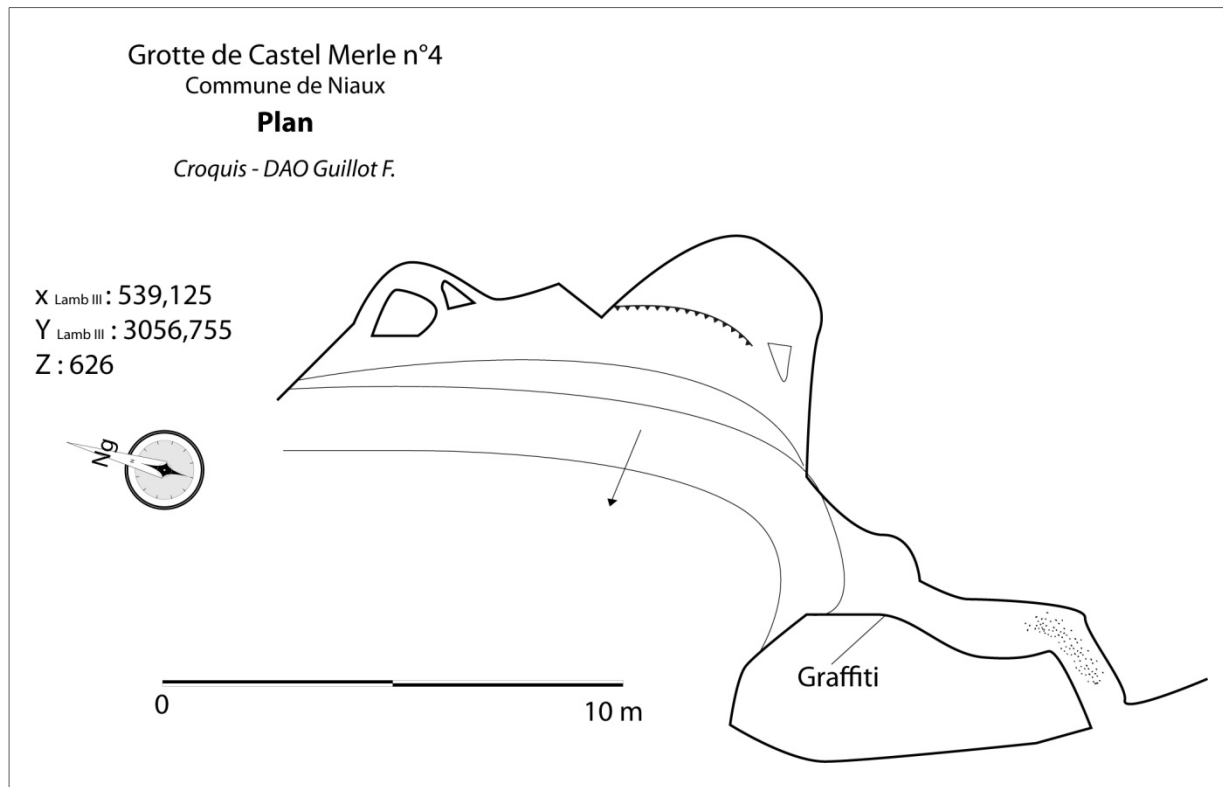 Grotte de Castel Merle n°4
Commune de Niaux
Plan
Croquis - DAO Guillot F.
x Lamb III : 539,125
Y Lamb III : 3056,755
Z : 626
Ng
Graffiti
0
10 m